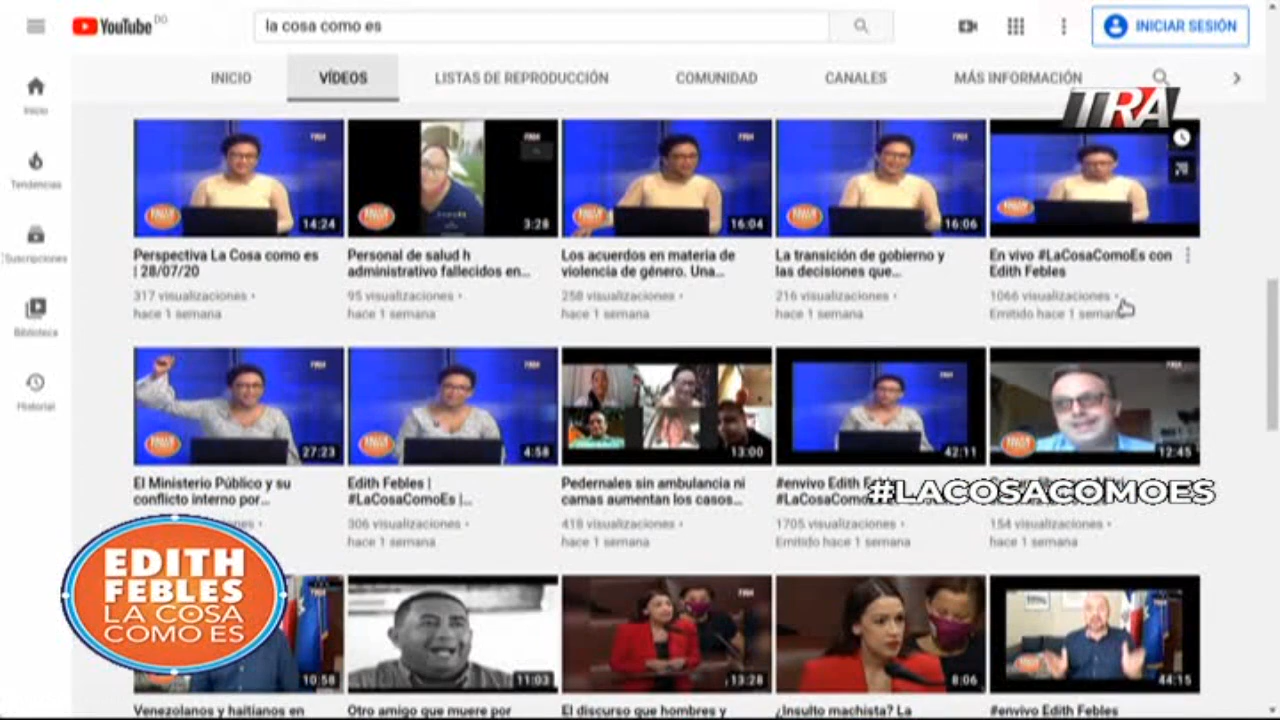 YouTube DO
la cosa como es
INICIAR SESIÓN
INICIO VÍDEOS LISTAS DE REPRODUCCIÓN COMUNIDAD CANALES MÁS INFORMACIÓN
TRA
Inicio
Tendencias
Suscripciones
Biblioteca
Historial
14:24
3:28
16:04
16:06
Perspectiva La Cosa como es
| 28/07/20
317 visualizaciones •
hace 1 semana
Personal de salud h
administrativo fallecidos en...
95 visualizaciones •
hace 1 semana
Los acuerdos en materia de
violencia de género. Una...
258 visualizaciones •
hace 1 semana
La transición de gobierno y
las decisiones que...
216 visualizaciones •
hace 1 semana
En vivo #LaCosaComoEs con
Edith Febles
1066 visualizaciones •
Emitido hace 1 semana
27:23
4:58
13:00
42:11
12:45
El Ministerio Público y su
conflicto interno por...
Edith Febles |
#LaCosaComoEs |...
306 visualizaciones •
hace 1 semana
Pedernales sin ambulancia ni
camas aumentan los casos...
418 visualizaciones •
hace 1 semana
#envivo Edith
1705 visualizaciones •
Emitido hace 1 semana
154 visualizaciones •
hace 1 semana
#LACOSACOMOES
EDITH
FEBLES
LA COSA
COMO ES
10:58
11:03
13:28
8:06
44:15
Venezolanos y haitianos en
Otro amigo que muere por
El discurso que hombres y
¿Insulto machista? La
#envivo Edith Febles